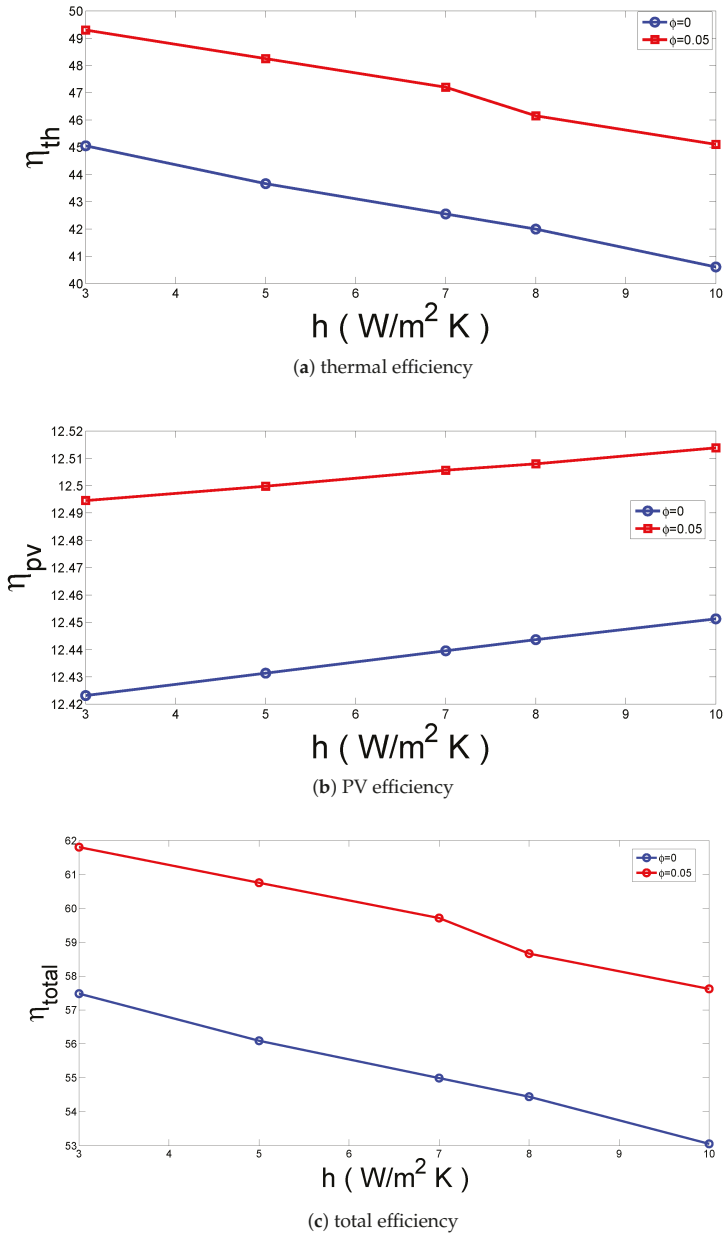 50
49
48
47
46
45
44
43
42
41
40
η_th
φ=0
φ=0.05
3 4 5 6 7 8 9 10
h ( W/m² K )
(a) thermal efficiency
12.52
12.51
12.5
12.49
12.48
12.47
12.46
12.45
12.44
12.43
12.42
η_pv
φ=0
φ=0.05
3 4 5 6 7 8 9 10
h ( W/m² K )
(b) PV efficiency
62
61
60
59
58
57
56
55
54
53
η_total
φ=0
φ=0.05
3 4 5 6 7 8 9 10
h ( W/m² K )
(c) total efficiency